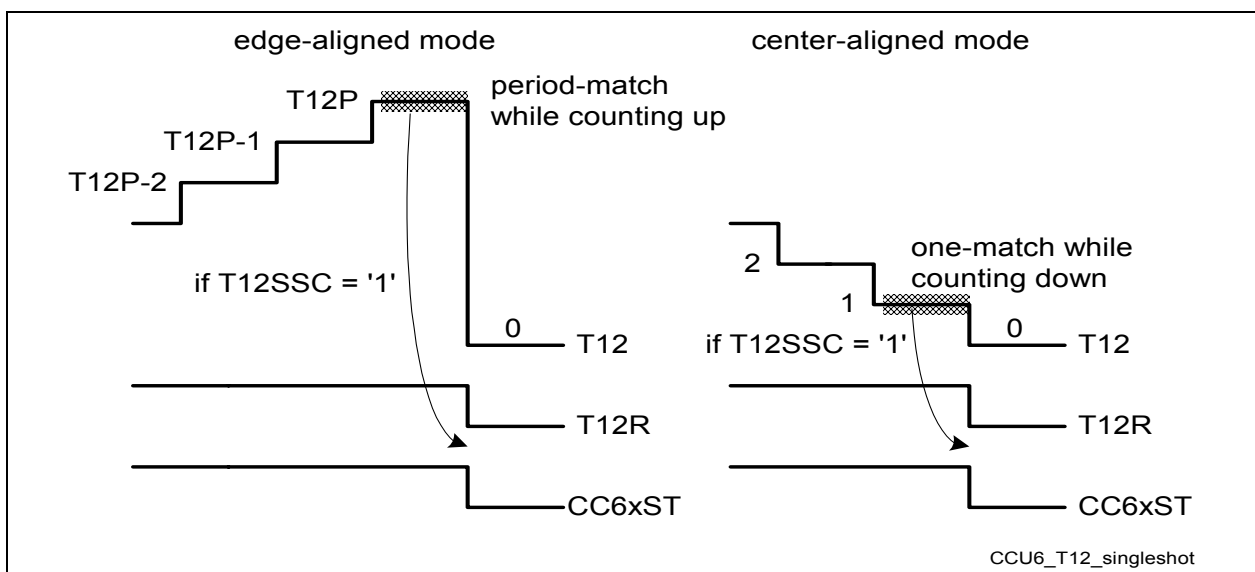 edge-aligned mode
T12P
period-match
while counting up
T12P-1
T12P-2
if T12SSC = '1'
0
T12
T12R
CC6xST
center-aligned mode
2
one-match while
counting down
1
0
if T12SSC = '1'
T12
T12R
CC6xST
CCU6_T12_singleshot